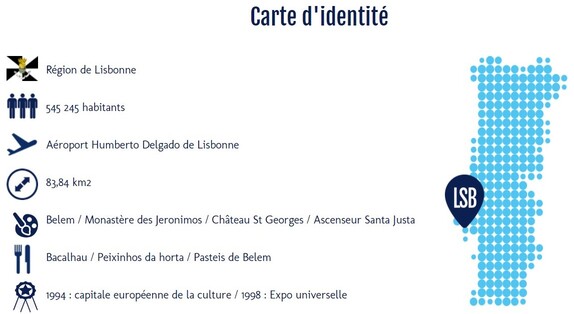 Carte d'identité
Région de Lisbonne
545 245 habitants
Aéroport Humberto Delgado de Lisbonne
83,84 km2
LSB
Belem / Monastère des Jeronimos / Château St Georges / Ascenseur Santa Justa
Bacalhau / Peixinhos da horta / Pasteis de Belem
1994 : capitale européenne de la culture / 1998 : Expo universelle